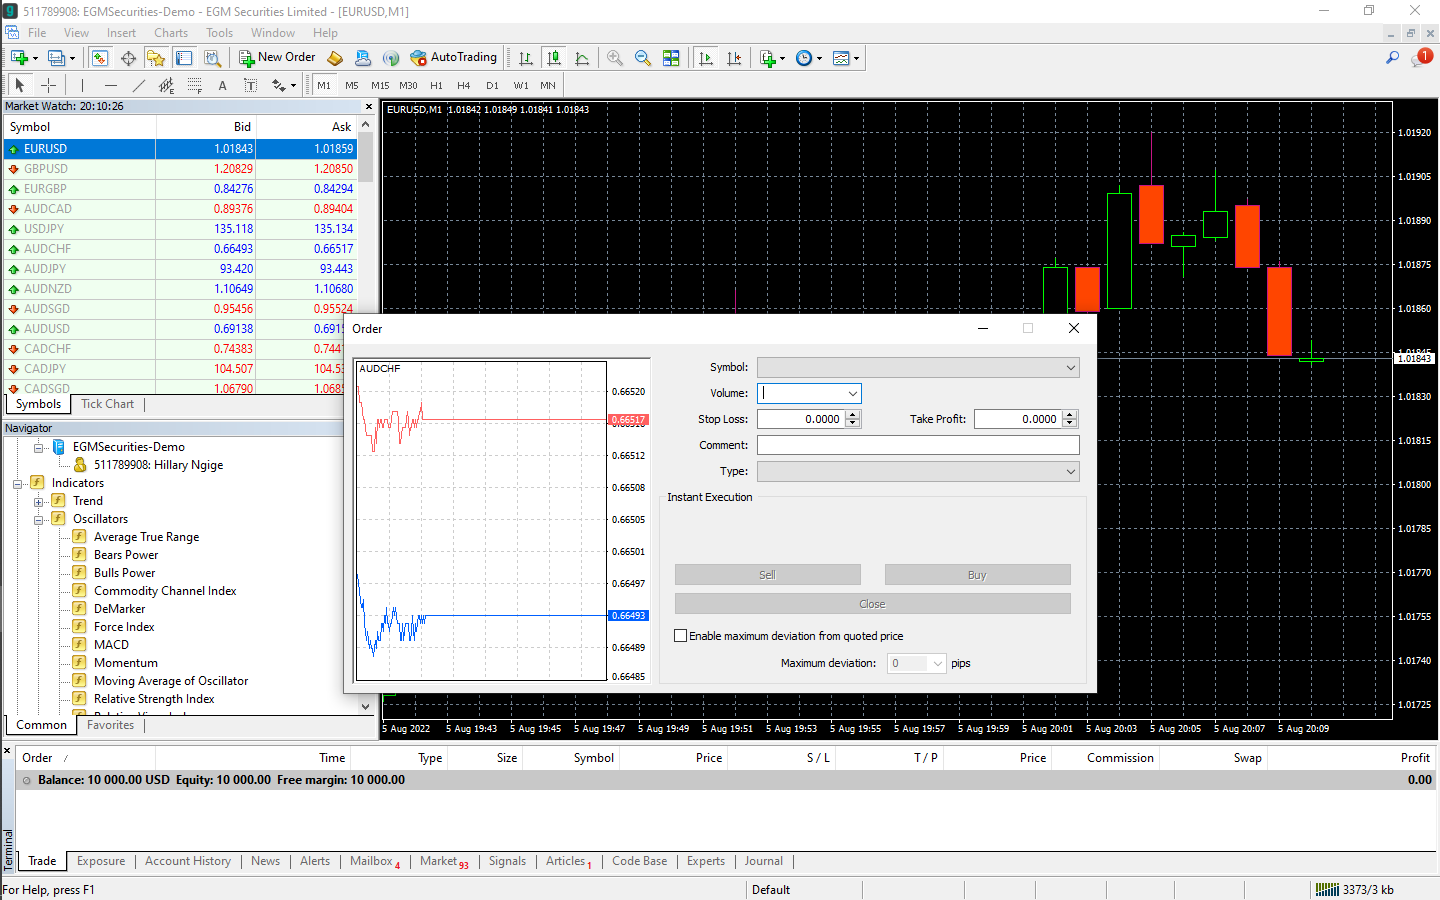 511789908: EGMSecurities-Demo - EGM Securities Limited - [EURUSD,M1]
File View Insert Charts Tools Window Help
New Order AutoTrading 1
A T M1 M5 M15 M30 H1 H4 D1 W1 MN
Market Watch: 20:10:26
Symbol Bid Ask
EURUSD 1.01843 1.01859
GBPUSD 1.20829 1.20850
EURGBP 0.84276 0.84294
AUDCAD 0.89376 0.89404
USDJPY 135.118 135.134
AUDCHF 0.66493 0.66517
AUDJPY 93.420 93.443
AUDNZD 1.10649 1.10680
AUDSGD 0.95456 0.95524
AUDUSD 0.69138
CADCHF 0.74383
CADJPY 104.507
CADSGD 1.06790
Symbols Tick Chart
Navigator
EGMSecurities-Demo
511789908: Hillary Ngige
Indicators
Trend
Oscillators
Average True Range
Bears Power
Bulls Power
Commodity Channel Index
DeMarker
Force Index
MACD
Momentum
Moving Average of Oscillator
Relative Strength Index
Common Favorites
EURUSD,M1 1.01842 1.01849 1.01841 1.01843
1.01920
1.01905
1.01890
1.01875
1.01860
1.01843
1.01830
1.01815
1.01800
1.01785
1.01770
1.01755
1.01740
1.01725
5 Aug 2022 5 Aug 19:43 5 Aug 19:45 5 Aug 19:47 5 Aug 19:49 5 Aug 19:51 5 Aug 19:53 5 Aug 19:55 5 Aug 19:57 5 Aug 19:59 5 Aug 20:01 5 Aug 20:03 5 Aug 20:05 5 Aug 20:07 5 Aug 20:09
Order
AUDCHF
0.66520
0.66517
0.66512
0.66508
0.66505
0.66501
0.66497
0.66493
0.66489
0.66485
Symbol:
Volume:
Stop Loss: 0.0000 Take Profit: 0.0000
Comment:
Type:
Instant Execution
Sell Buy
Close
Enable maximum deviation from quoted price
Maximum deviation: 0 pips
Order / Time Type Size Symbol Price S / L T / P Price Commission Swap Profit
Balance: 10 000.00 USD Equity: 10 000.00 Free margin: 10 000.00 0.00
Terminal
Trade Exposure Account History News Alerts Mailbox 4 Market 93 Signals Articles 1 Code Base Experts Journal
For Help, press F1 Default 3373/3 kb